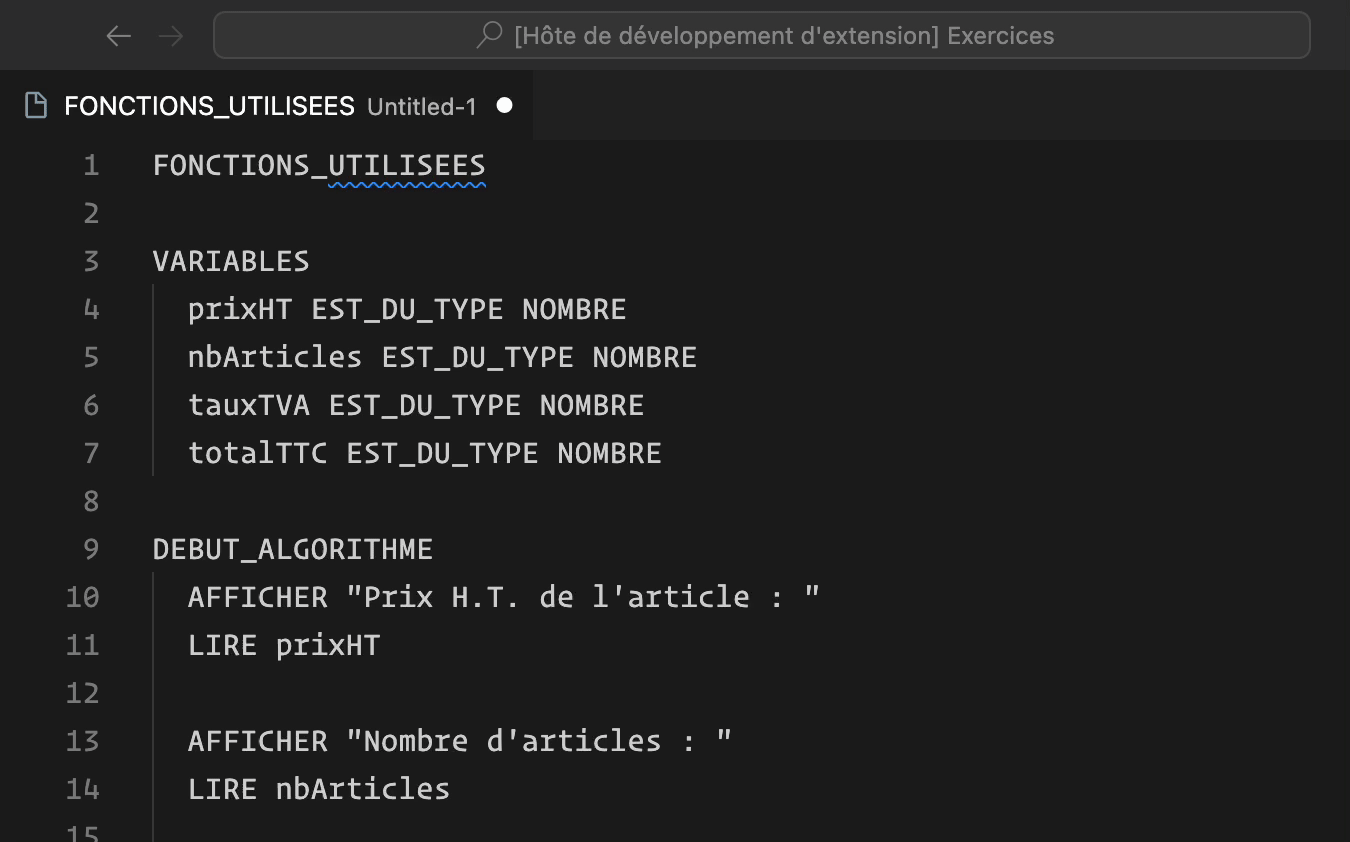 [Hôte de développement d'extension] Exercices
FONCTIONS_UTILISEES Untitled-1
1 FONCTIONS_UTILISEES
2
3 VARIABLES
4 prixHT EST_DU_TYPE NOMBRE
5 nbArticles EST_DU_TYPE NOMBRE
6 tauxTVA EST_DU_TYPE NOMBRE
7 totalTTC EST_DU_TYPE NOMBRE
8
9 DEBUT_ALGORITHME
10 AFFICHER "Prix H.T. de l'article : "
11 LIRE prixHT
12
13 AFFICHER "Nombre d'articles : "
14 LIRE nbArticles
15